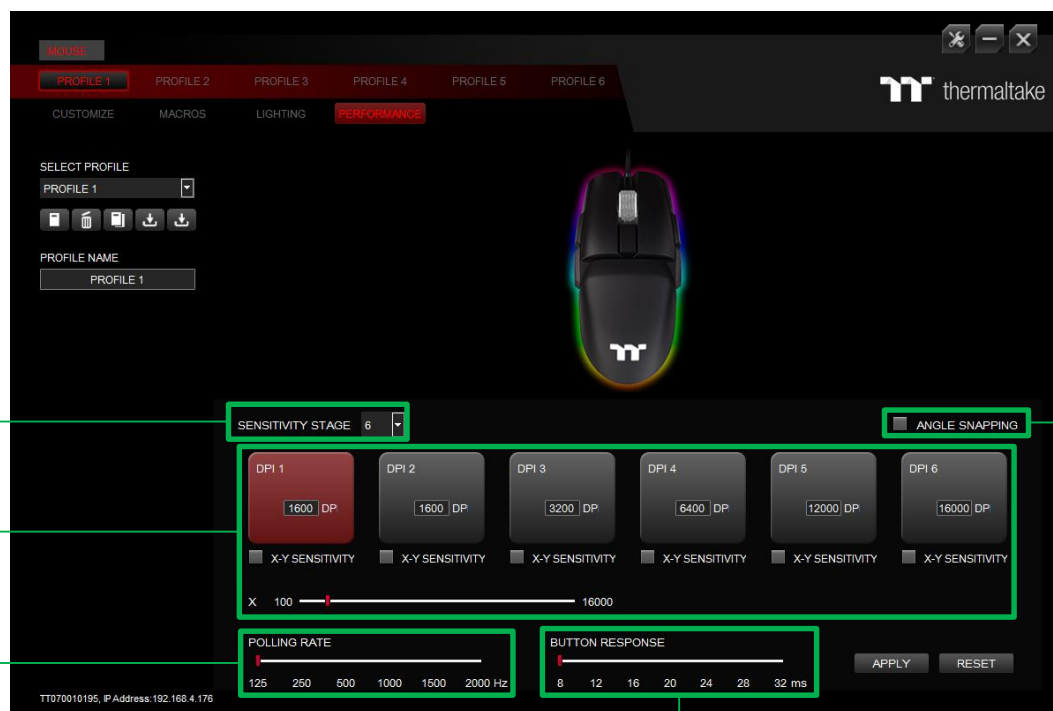 MOUSE
PROFILE 1 PROFILE 2 PROFILE 3 PROFILE 4 PROFILE 5 PROFILE 6
thermaltake
CUSTOMIZE MACROS LIGHTING PERFORMANCE
SELECT PROFILE
PROFILE 1
PROFILE NAME
PROFILE 1
SENSITIVITY STAGE 6
ANGLE SNAPPING
DPI 1 DPI 2 DPI 3 DPI 4 DPI 5 DPI 6
1600 DP 1600 DP 3200 DP 6400 DP 12000 DP 16000 DP
X-Y SENSITIVITY X-Y SENSITIVITY X-Y SENSITIVITY X-Y SENSITIVITY X-Y SENSITIVITY X-Y SENSITIVITY
X 100 16000
POLLING RATE
125 250 500 1000 1500 2000 Hz
BUTTON RESPONSE
8 12 16 20 24 28 32 ms
APPLY RESET
TT070010195, IP Address:192.168.4.176